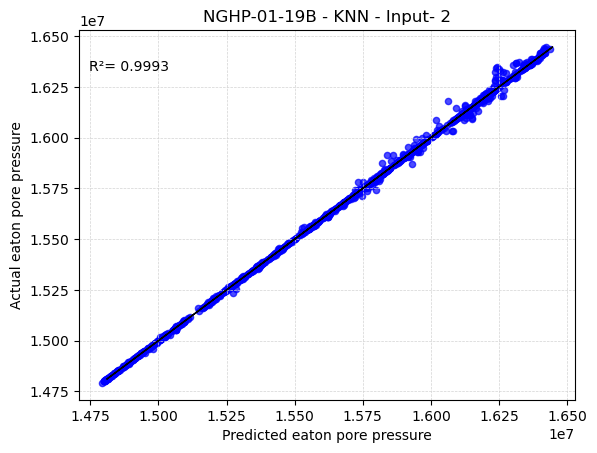 NGHP-01-19B - KNN - Input- 2
1e7
R²= 0.9993
1.650
1.625
1.600
1.575
1.550
1.525
1.500
1.475
Actual eaton pore pressure
1.475 1.500 1.525 1.550 1.575 1.600 1.625 1.650
Predicted eaton pore pressure
1e7